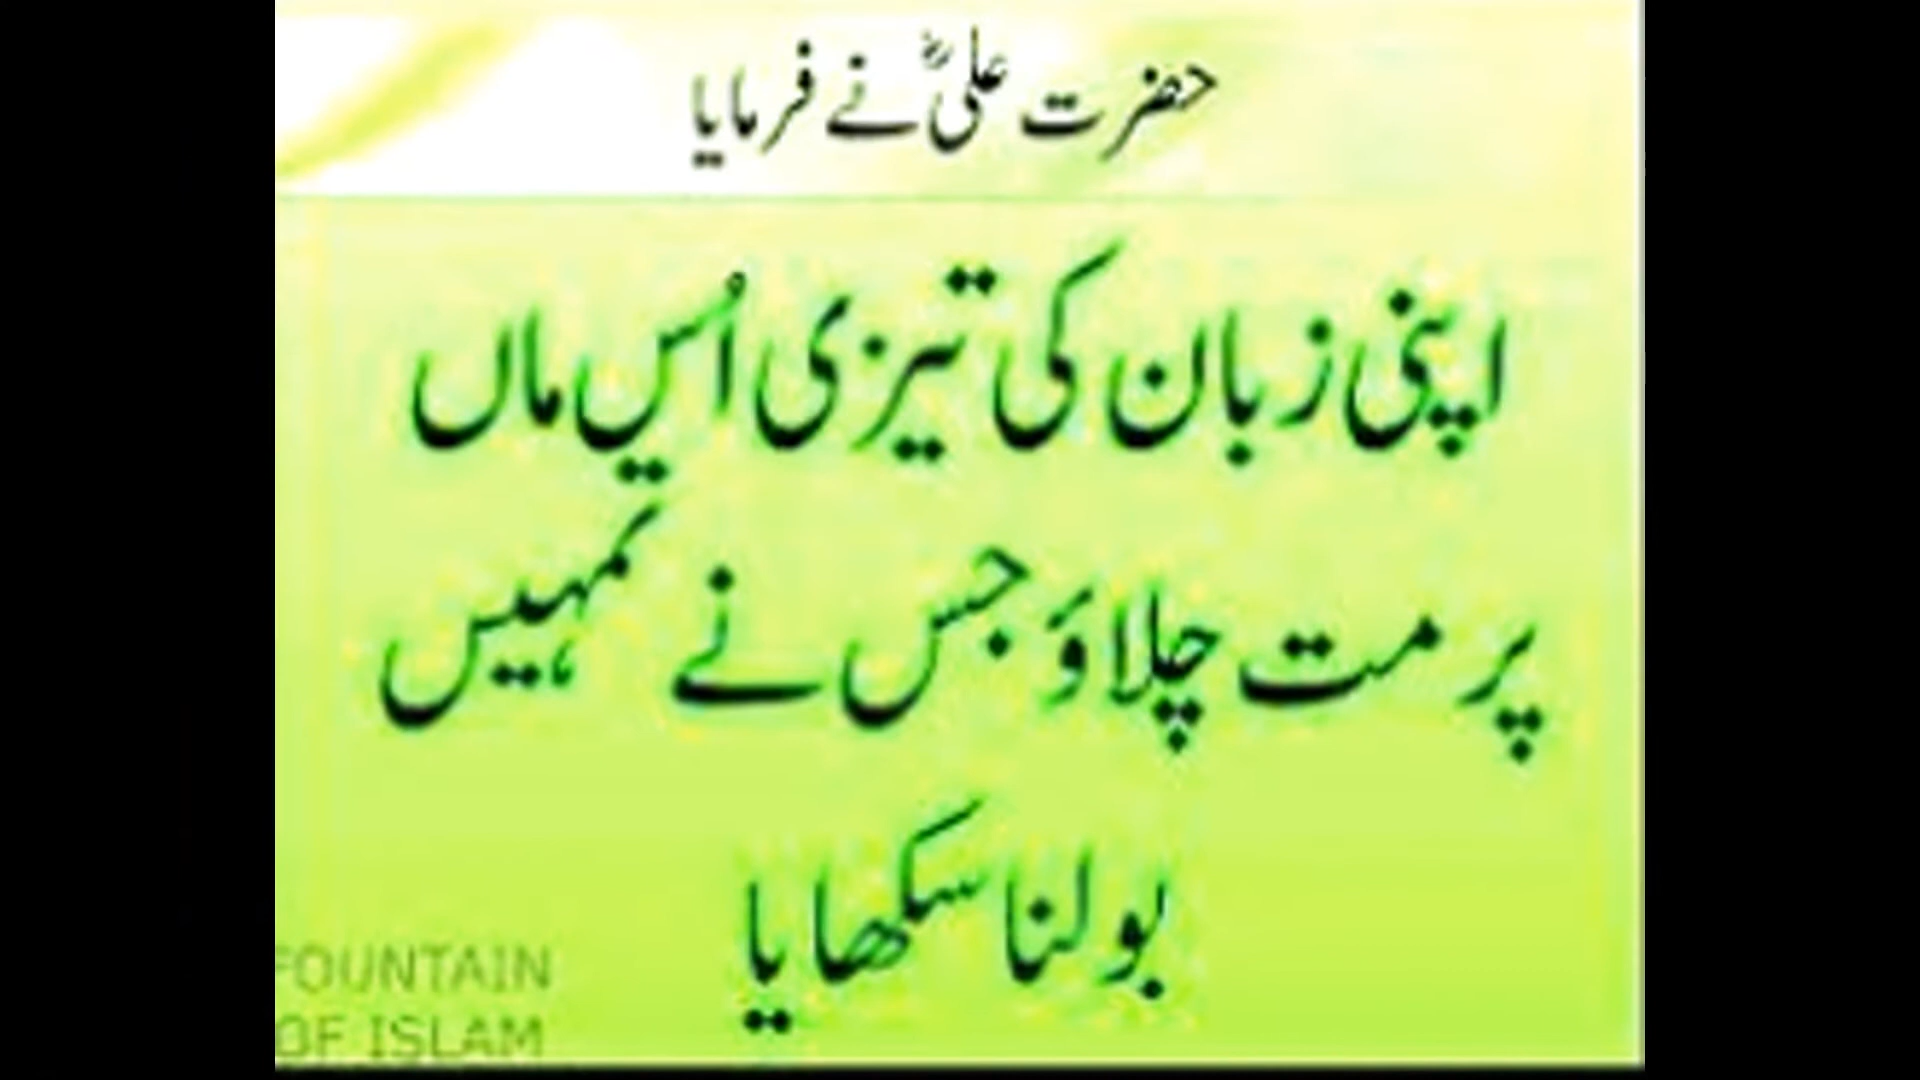 حضرت علیؓ نے فرمایا
اپنی زبان کی تیزی اُس ماں
پر مت چلاؤ جس نے تمہیں
بولنا سکھایا
FOUNTAIN
OF ISLAM